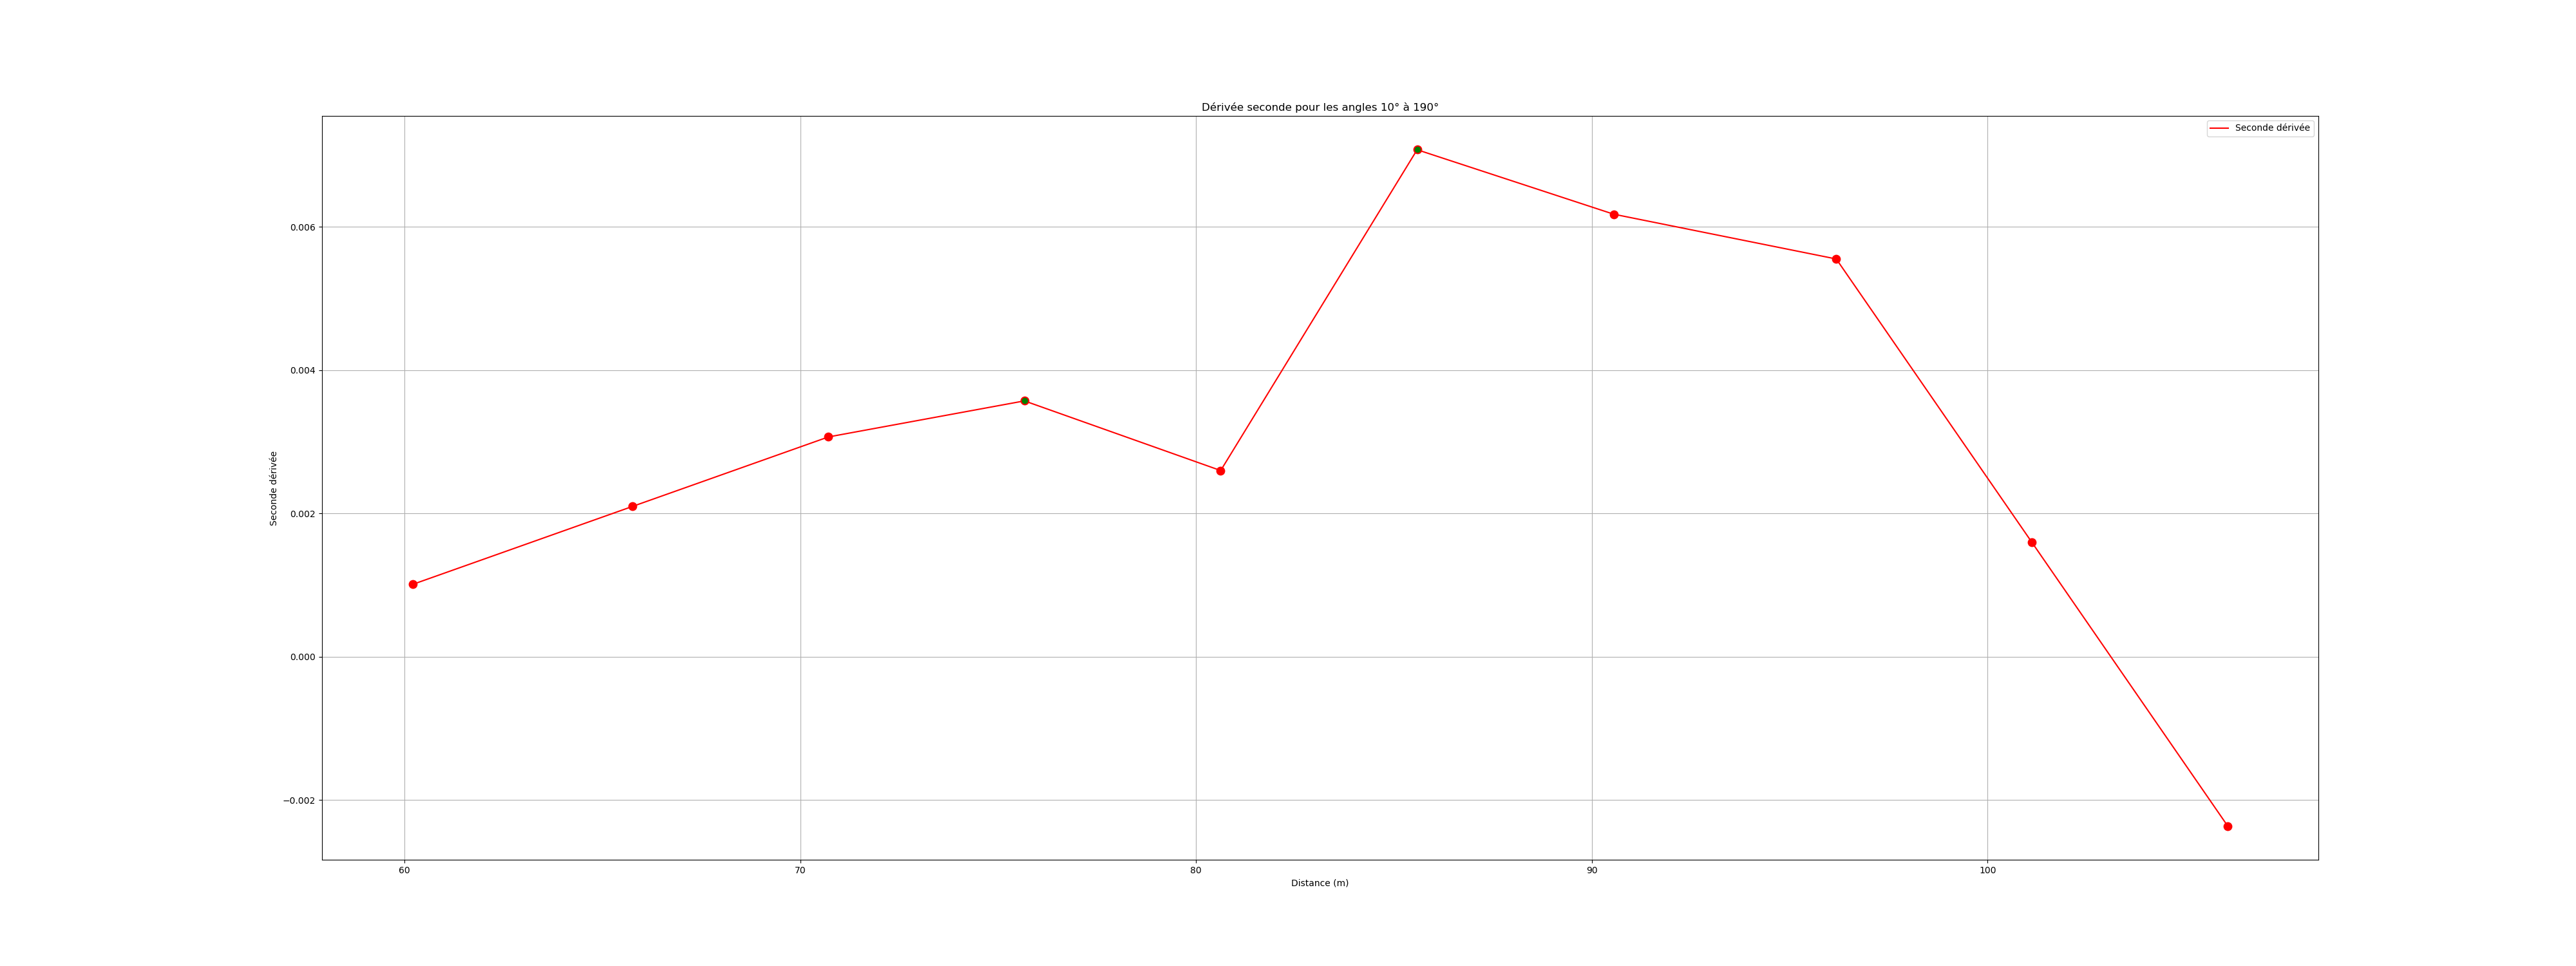 Dérivée seconde pour les angles 10° à 190°
Seconde dérivée
0.006
0.004
0.002
0.000
−0.002
Seconde dérivée
60 70 80 90 100
Distance (m)